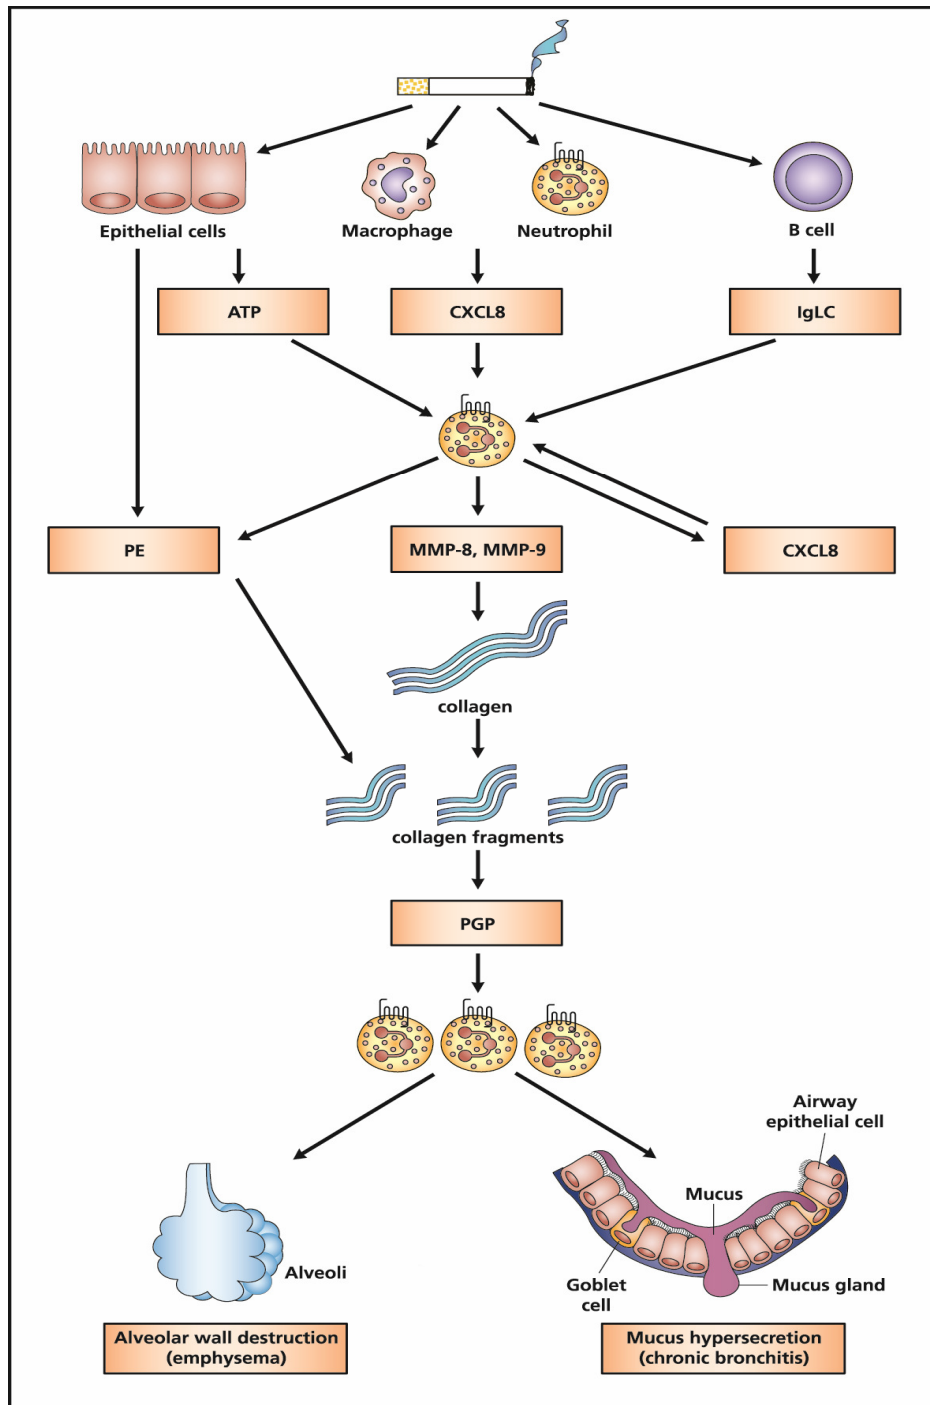 Epithelial cells
Macrophage
Neutrophil
B cell
ATP
CXCL8
IgLC
PE
MMP-8, MMP-9
CXCL8
collagen
collagen fragments
PGP
Airway
epithelial cell
Mucus
Alveoli
Goblet
cell
Mucus gland
Alveolar wall destruction
(emphysema)
Mucus hypersecretion
(chronic bronchitis)